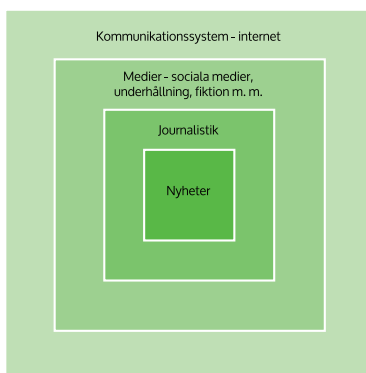 Kommunikationssystem - internet
Medier - sociala medier,
underhållning, fiktion m. m.
Journalistik
Nyheter